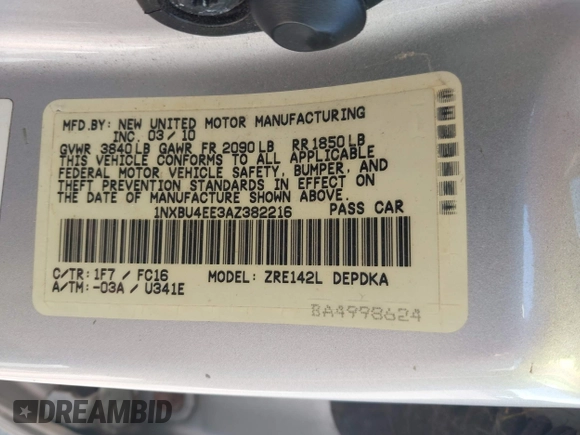 MFD.BY: NEW UNITED MOTOR MANUFACTURING
INC. 03/10
GVWR 3840LB GAWR FR 2090LB RR 1850LB
THIS VEHICLE CONFORMS TO ALL APPLICABLE
FEDERAL MOTOR VEHICLE SAFETY, BUMPER, AND
THEFT PREVENTION STANDARDS IN EFFECT ON
THE DATE OF MANUFACTURE SHOWN ABOVE.
1NXBU4EE3AZ382216 PASS CAR
C/TR: 1F7 / FC16 MODEL: ZRE142L DEPDKA
A/TM: -03A / U341E
BA4998624
DREAMBID